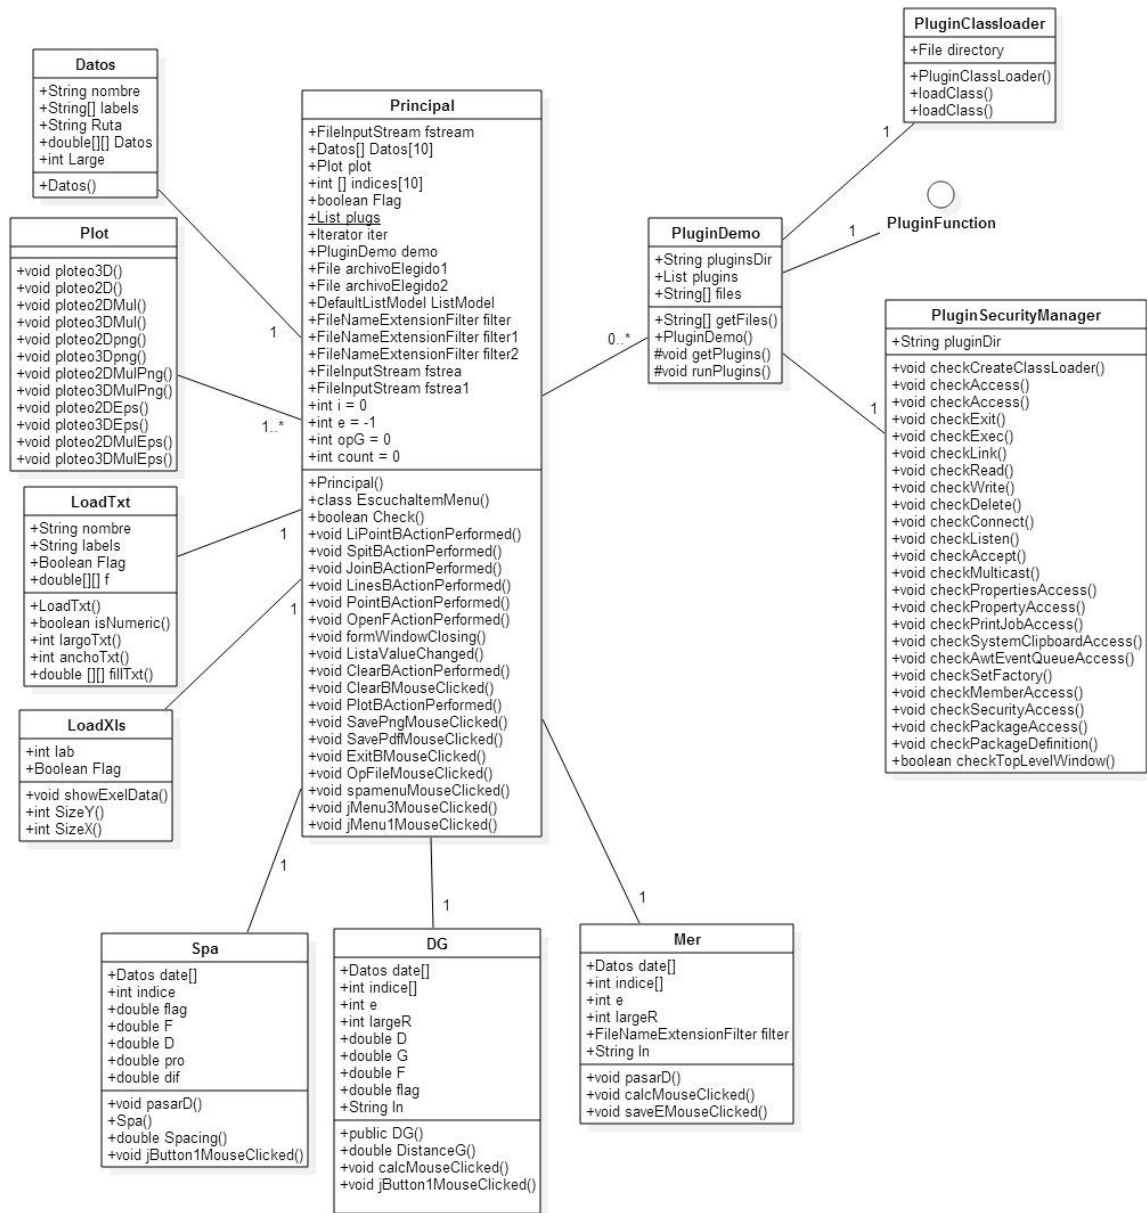 PluginClassloader
+File directory
+PluginClassLoader()
+loadClass()
+loadClass()
1
PluginFunction
1
Datos
+String nombre
+String[] labels
+String Ruta
+double[][] Datos
+int Large
+Datos()
1
Plot
+void ploteo3D()
+void ploteo2D()
+void ploteo2DMul()
+void ploteo3DMul()
+void ploteo2Dpng()
+void ploteo3Dpng()
+void ploteo2DMulPng()
+void ploteo3DMulPng()
+void ploteo2DEps()
+void ploteo3DEps()
+void ploteo2DMulEps()
+void ploteo3DMulEps()
1..*
LoadTxt
+String nombre
+String labels
+Boolean Flag
+double[][] f
+LoadTxt()
+boolean isNumeric()
+int largoTxt()
+int anchoTxt()
+double [][] fillTxt()
1
LoadXls
+int lab
+Boolean Flag
+void showExelData()
+int SizeY()
+int SizeX()
1
Principal
+FileInputStream fstream
+Datos[] Datos[10]
+Plot plot
+int [] indices[10]
+boolean Flag
+List plugs
+Iterator iter
+PluginDemo demo
+File archivoElegido1
+File archivoElegido2
+DefaultListModel ListModel
+FileNameExtensionFilter filter
+FileNameExtensionFilter filter1
+FileNameExtensionFilter filter2
+FileInputStream fstrea
+FileInputStream fstrea1
+int i = 0
+int e = -1
+int opG = 0
+int count = 0
+Principal()
+class EscuchaItemMenu()
+boolean Check()
+void LiPointBActionPerformed()
+void SpitBActionPerformed()
+void JoinBActionPerformed()
+void LinesBActionPerformed()
+void PointBActionPerformed()
+void OpenFActionPerformed()
+void formWindowClosing()
+void ListaValueChanged()
+void ClearBActionPerformed()
+void ClearBMouseClicked()
+void PlotBActionPerformed()
+void SavePngMouseClicked()
+void SavePdfMouseClicked()
+void ExitBMouseClicked()
+void OpFileMouseClicked()
+void spamenuMouseClicked()
+void jMenu3MouseClicked()
+void jMenu1MouseClicked()
0..*
PluginDemo
+String pluginsDir
+List plugins
+String[] files
+String[] getFiles()
+PluginDemo()
#void getPlugins()
#void runPlugins()
1
PluginSecurityManager
+String pluginDir
+void checkCreateClassLoader()
+void checkAccess()
+void checkAccess()
+void checkExit()
+void checkExec()
+void checkLink()
+void checkRead()
+void checkWrite()
+void checkDelete()
+void checkConnect()
+void checkListen()
+void checkAccept()
+void checkMulticast()
+void checkPropertiesAccess()
+void checkPropertyAccess()
+void checkPrintJobAccess()
+void checkSystemClipboardAccess()
+void checkAwtEventQueueAccess()
+void checkSetFactory()
+void checkMemberAccess()
+void checkSecurityAccess()
+void checkPackageAccess()
+void checkPackageDefinition()
+boolean checkTopLevelWindow()
1
Spa
+Datos date[]
+int indice
+double flag
+double F
+double D
+double pro
+double dif
+void pasarD()
+Spa()
+double Spacing()
+void jButton1MouseClicked()
1
DG
+Datos date[]
+int indice[]
+int e
+int largeR
+double D
+double G
+double F
+double flag
+String ln
+public DG()
+double DistanceG()
+void calcMouseClicked()
+void jButton1MouseClicked()
1
Mer
+Datos date[]
+int indice[]
+int e
+int largeR
+FileNameExtensionFilter filter
+String ln
+void pasarD()
+void calcMouseClicked()
+void saveEMouseClicked()